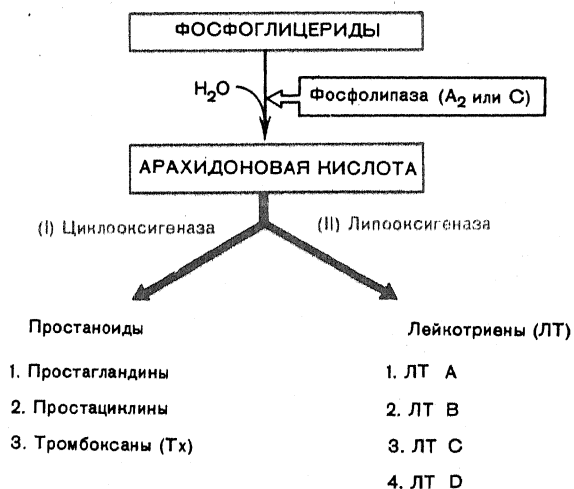 ФОСФОГЛИЦЕРИДЫ
H₂O
Фосфолипаза (A₂ или C)
АРАХИДОНОВАЯ КИСЛОТА
(I) Циклооксигеназа
(II) Липооксигеназа
Простаноиды
1. Простагландины
2. Простациклины
3. Тромбоксаны (Тх)
Лейкотриены (ЛТ)
1. ЛТ A
2. ЛТ B
3. ЛТ C
4. ЛТ D